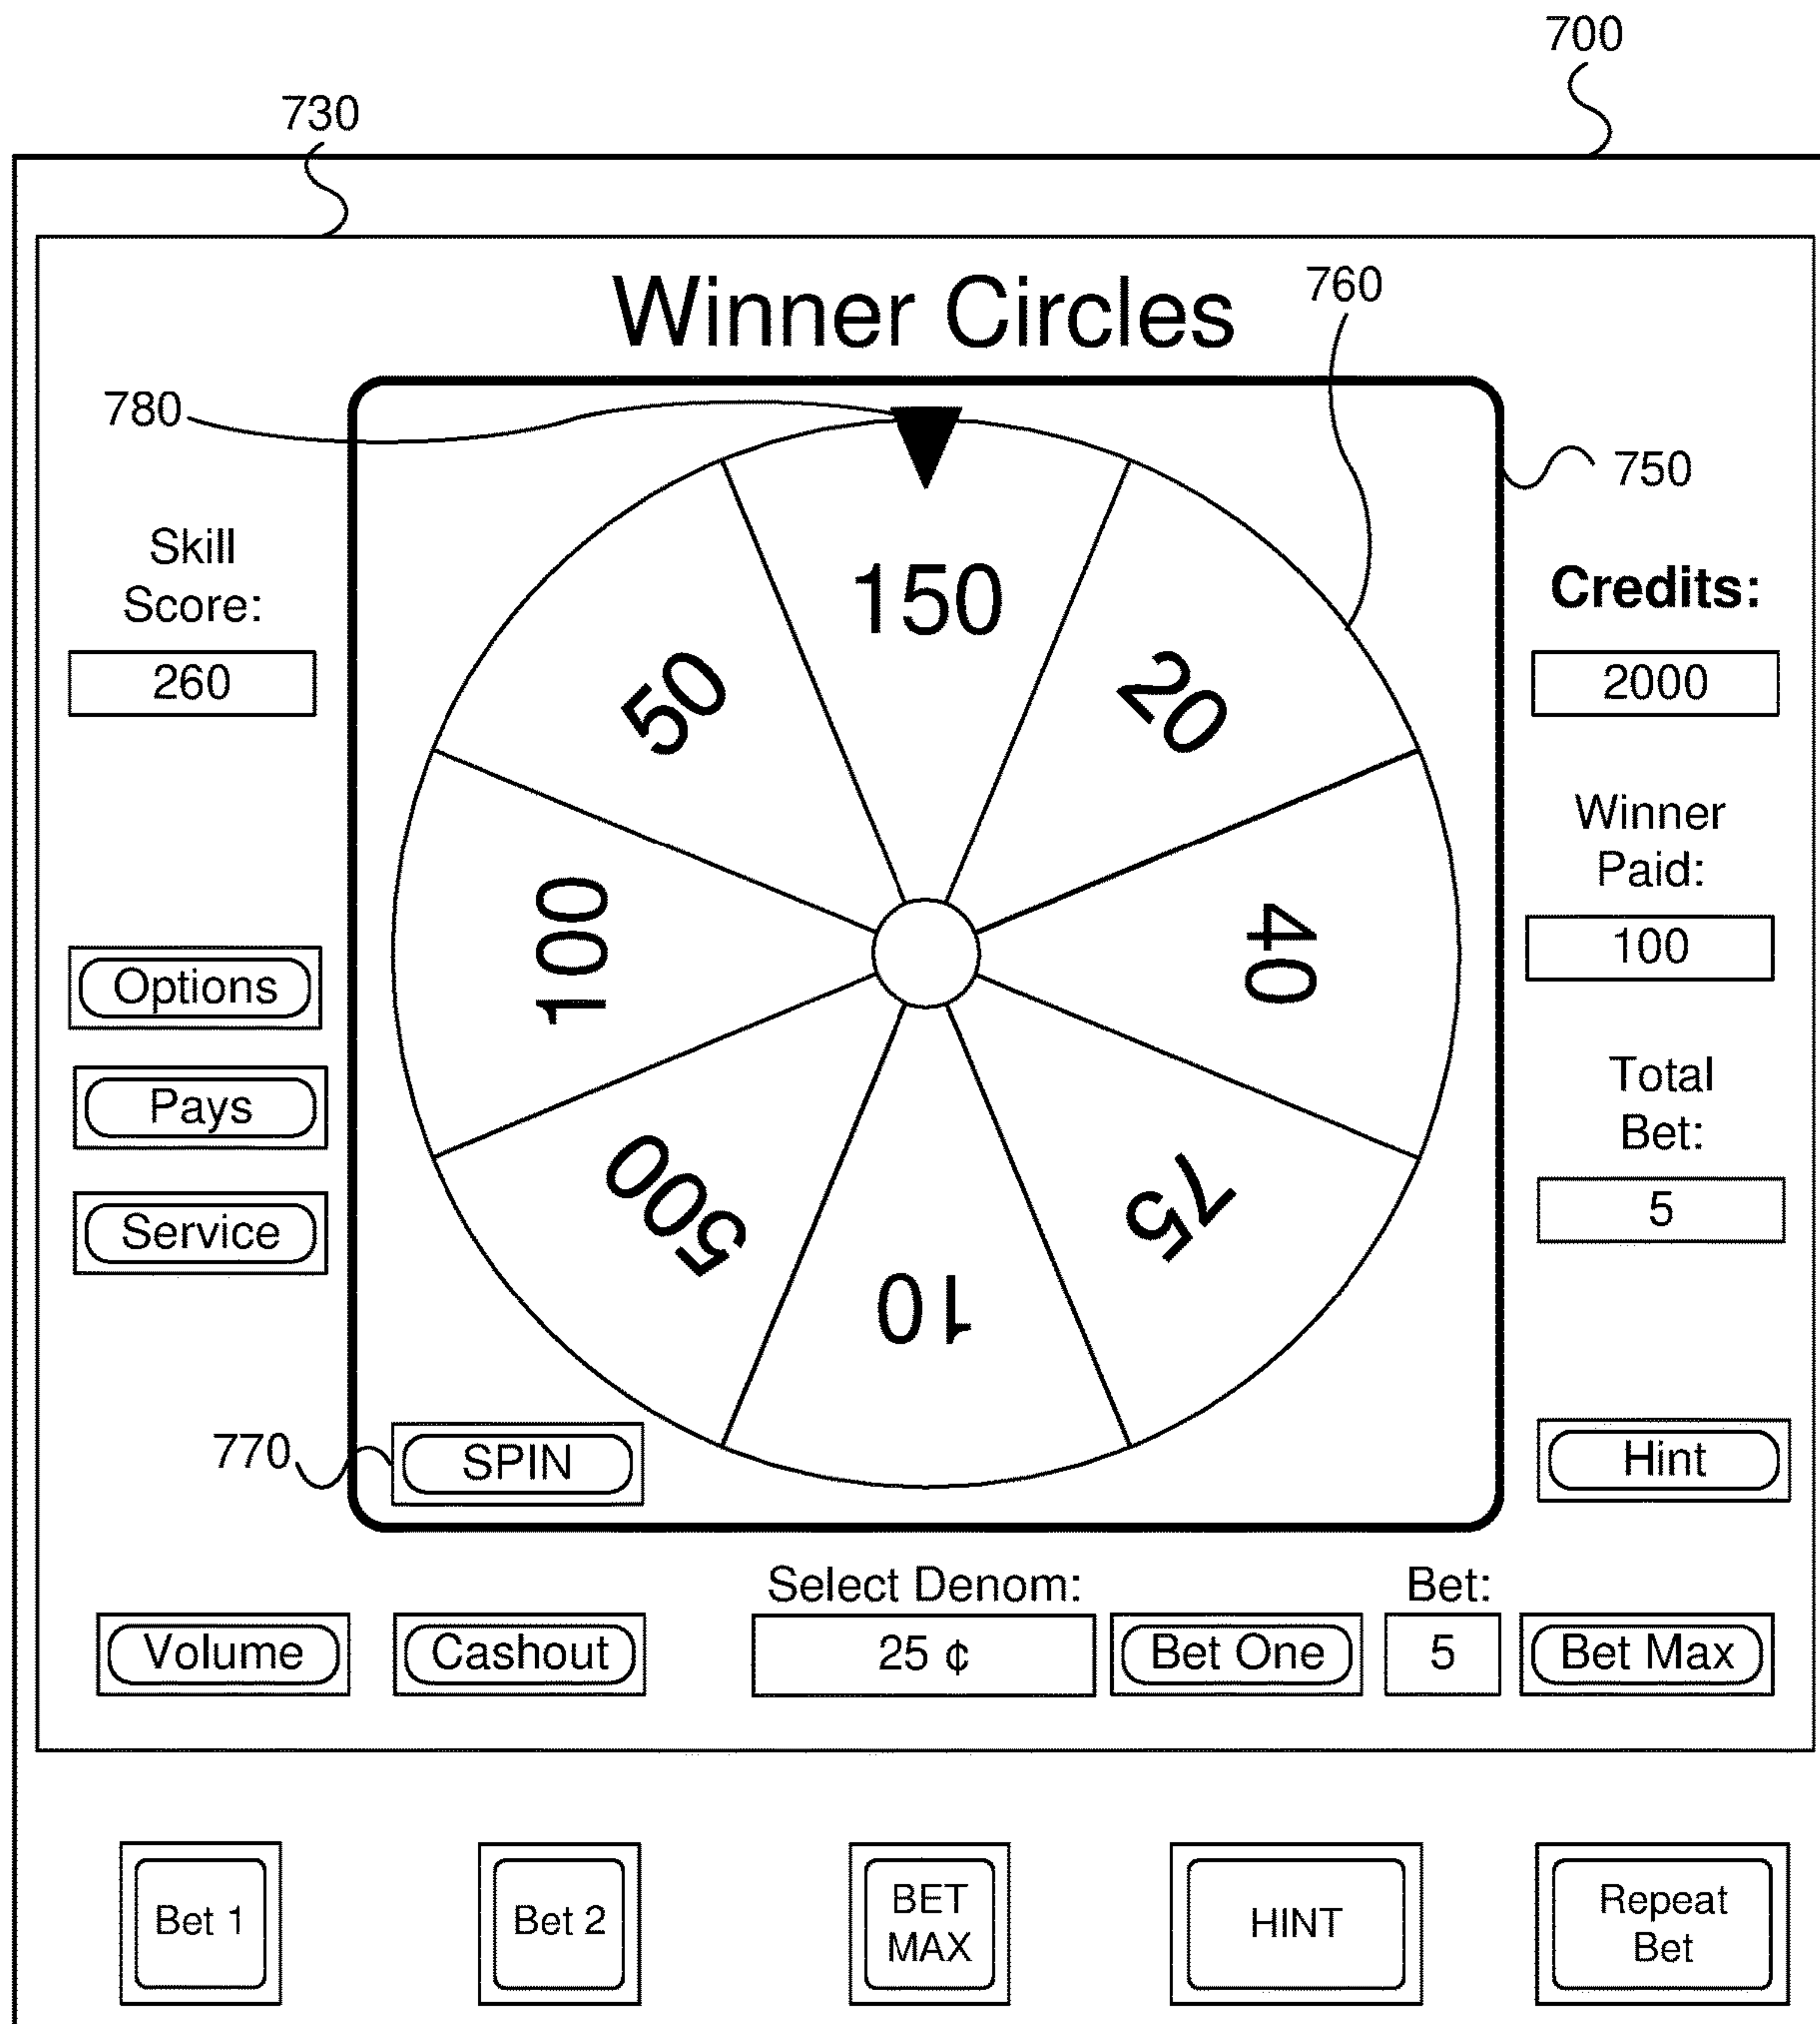 700
730
Winner Circles
760
780
750
Skill
Score:
260
150
50
20
100
40
500
75
10
Credits:
2000
Winner
Paid:
100
Total
Bet:
5
Options
Pays
Service
770
SPIN
Hint
Select Denom:
Bet:
Volume
Cashout
25 ¢
Bet One
5
Bet Max
Bet 1
Bet 2
BET
MAX
HINT
Repeat
Bet